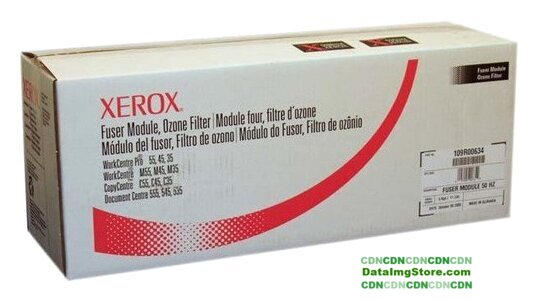 XEROX
Fuser Module, Ozone Filter | Module four, filtre d'ozone
Módulo del fusor, Filtro de ozono | Módulo do Fusor, Filtro de ozônio
WorkCentre Pro 55, 45, 35
WorkCentre M55, M45, M35
CopyCentre C55, C45, C35
Document Centre 555, 545, 535
Fuser Module
Ozone Filter
109R00634
FUSER MODULE 50 HZ
XEROX
XEROX
CDNCDNCDNCDNCDN
DataImgStore.com
CDNCDNCDNCDNCDN